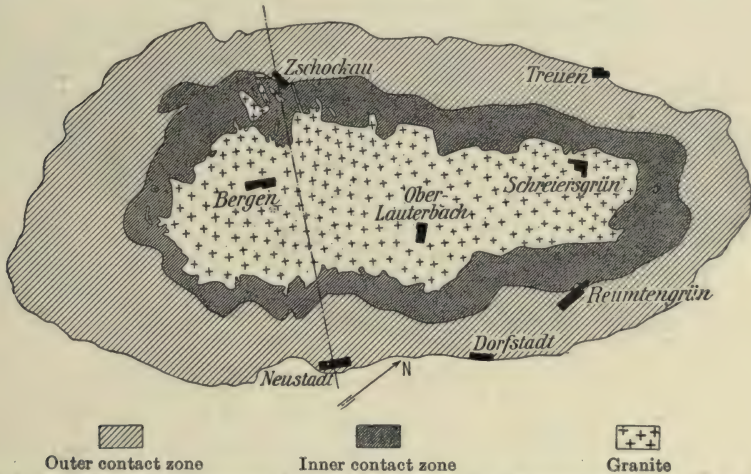 Zschockau
Treuen
Bergen
Ober-
Lauterbach
Schreiersgrün
Reumtengrün
Dorfstadt
Neustadt
N
Outer contact zone
Inner contact zone
Granite